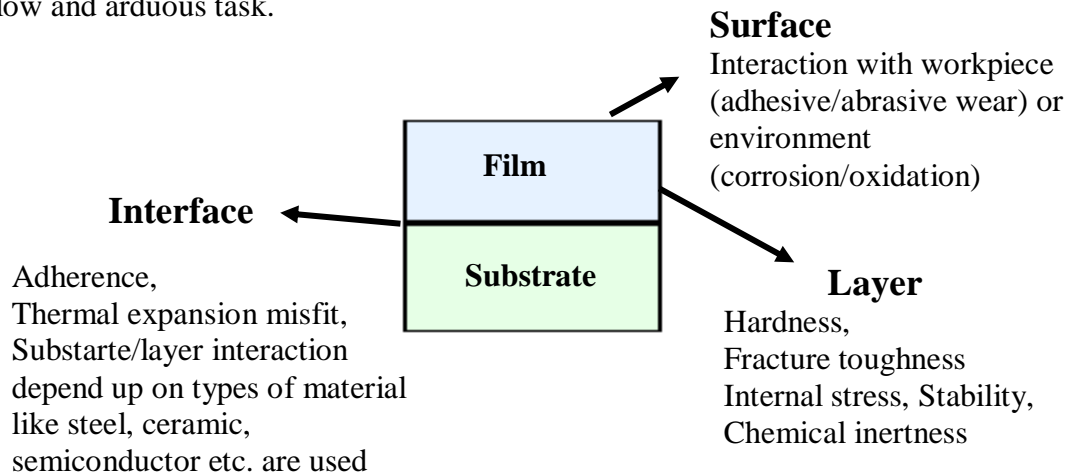 low and arduous task.
Surface
Interaction with workpiece
(adhesive/abrasive wear) or
environment
(corrosion/oxidation)
Film
Interface
Substrate
Adherence,
Thermal expansion misfit,
Substarte/layer interaction
depend up on types of material
like steel, ceramic,
semiconductor etc. are used
Layer
Hardness,
Fracture toughness
Internal stress, Stability,
Chemical inertness